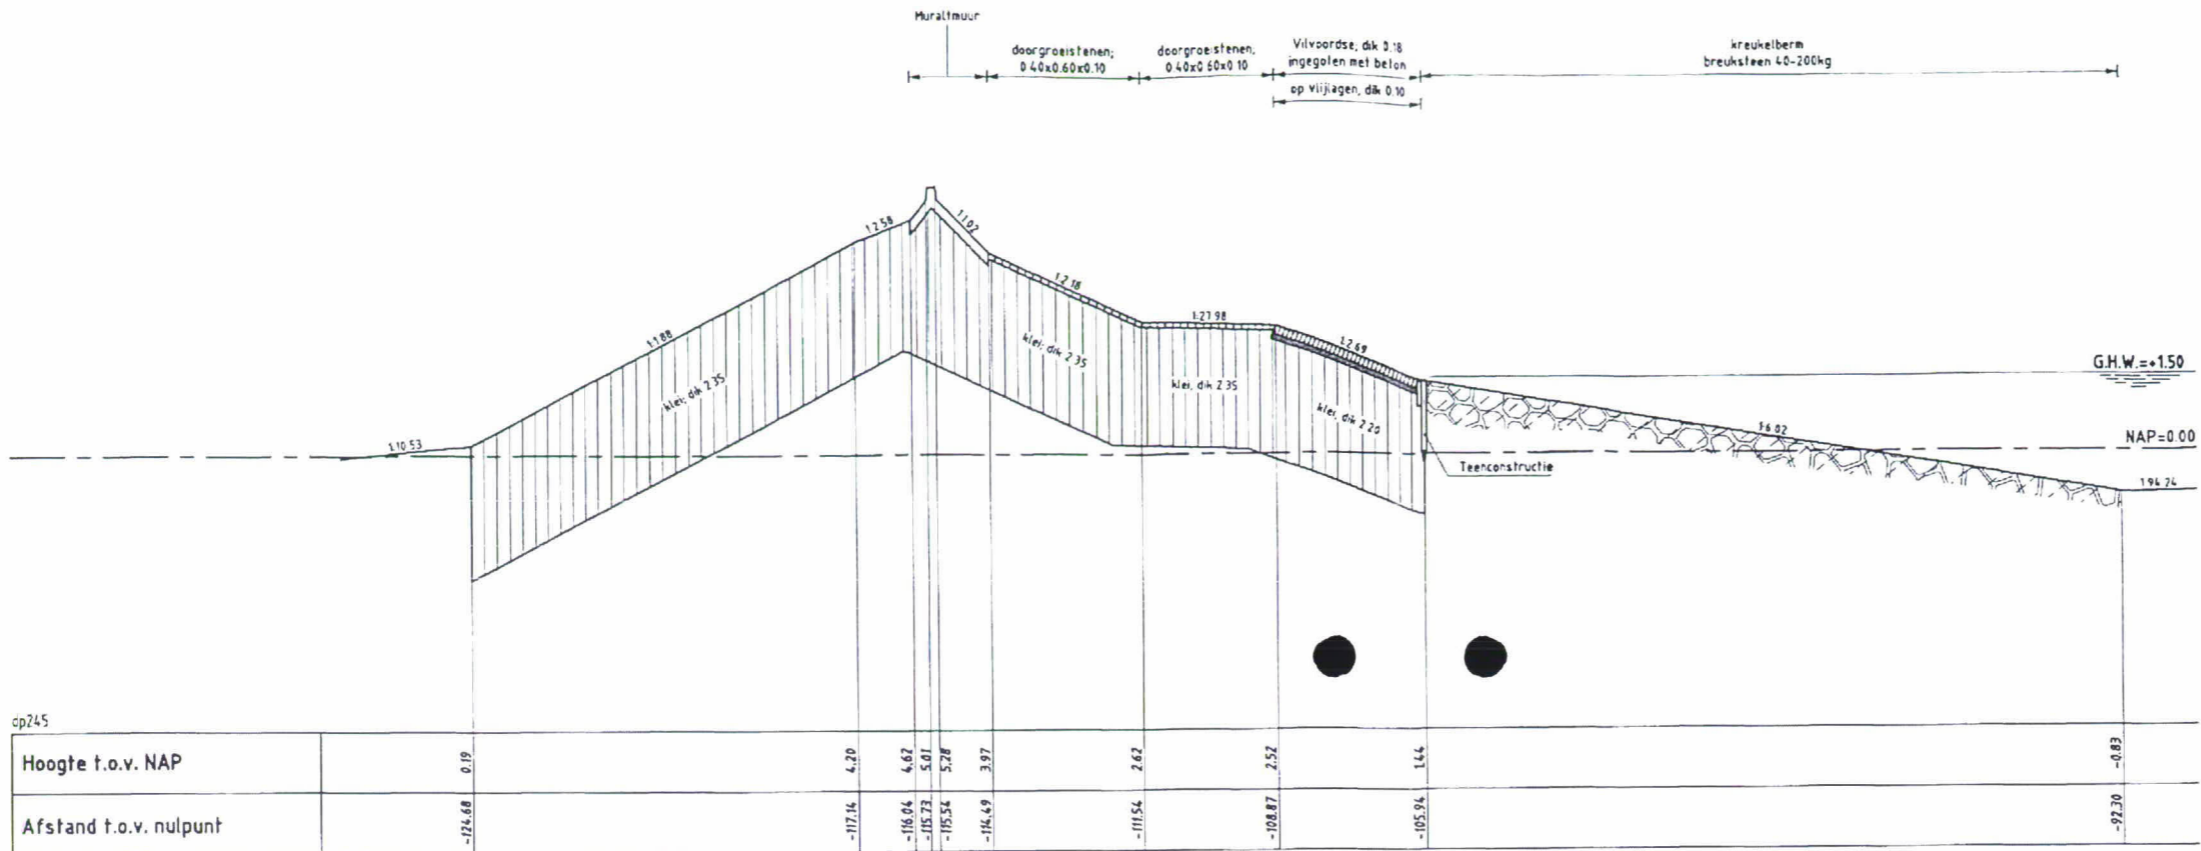 Muraltmuur
doorgroeistenen;
0.40x0.60x0.10
doorgroeistenen;
0.40x0.60x0.10
Vilvoordse, dik 0.18
ingegoten met beton
op vlijlagen, dik 0.10
kreukelberm
breuksteen 40-200kg
1:2.58
1:1.02
1:2.18
1:1.88
1:27.98
1:2.69
klei; dik 2.35
klei; dik 2.35
klei, dik 2.35
klei, dik 2.20
G.H.W.=+1.50
1:6.02
NAP=0.00
1:10.53
Teenconstructie
1:94.24
dp245
Hoogte t.o.v. NAP 0.19 4.20 4.62 5.01 5.28 3.97 2.62 2.52 1.44 -0.83
Afstand t.o.v. nulpunt -124.68 -117.14 -116.04 -115.73 -115.54 -114.49 -111.54 -108.87 -105.94 -92.30